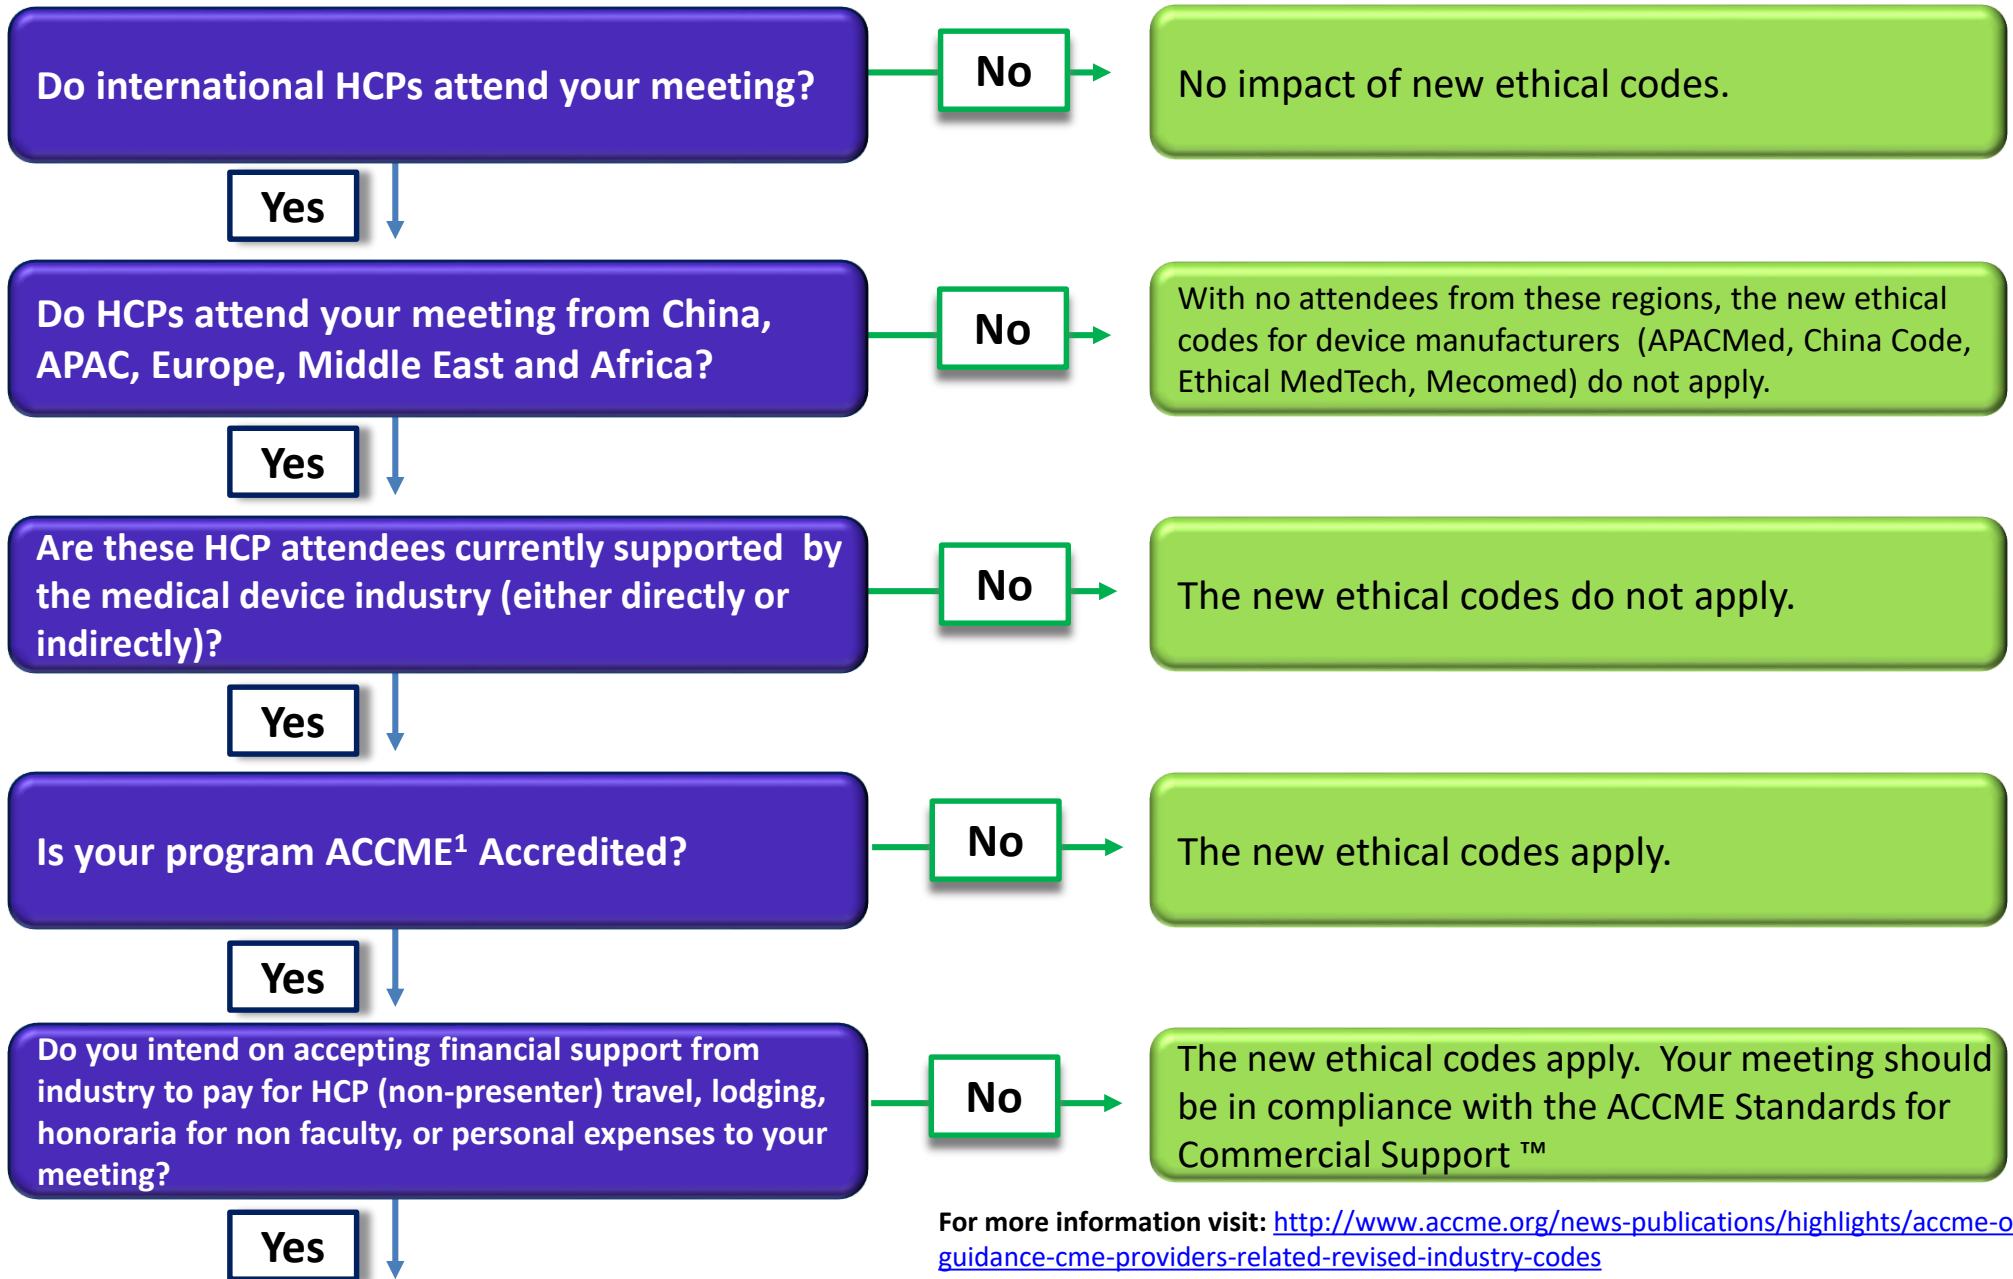 Do international HCPs attend your meeting?
No
No impact of new ethical codes.
Yes
Do HCPs attend your meeting from China,
APAC, Europe, Middle East and Africa?
No
With no attendees from these regions, the new ethical
codes for device manufacturers (APACMed, China Code,
Ethical MedTech, Mecomed) do not apply.
Yes
Are these HCP attendees currently supported by
the medical device industry (either directly or
indirectly)?
No
The new ethical codes do not apply.
Yes
Is your program ACCME¹ Accredited?
No
The new ethical codes apply.
Yes
Do you intend on accepting financial support from
industry to pay for HCP (non-presenter) travel, lodging,
honoraria for non faculty, or personal expenses to your
meeting?
No
The new ethical codes apply. Your meeting should
be in compliance with the ACCME Standards for
Commercial Support ™
Yes
For more information visit: http://www.accme.org/news-publications/highlights/accme-o
guidance-cme-providers-related-revised-industry-codes